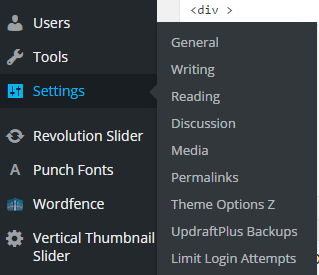 Users
Tools
Settings
Revolution Slider
Punch Fonts
Wordfence
Vertical Thumbnail
Slider
<div >
General
Writing
Reading
Discussion
Media
Permalinks
Theme Options Z
UpdraftPlus Backups
Limit Login Attempts